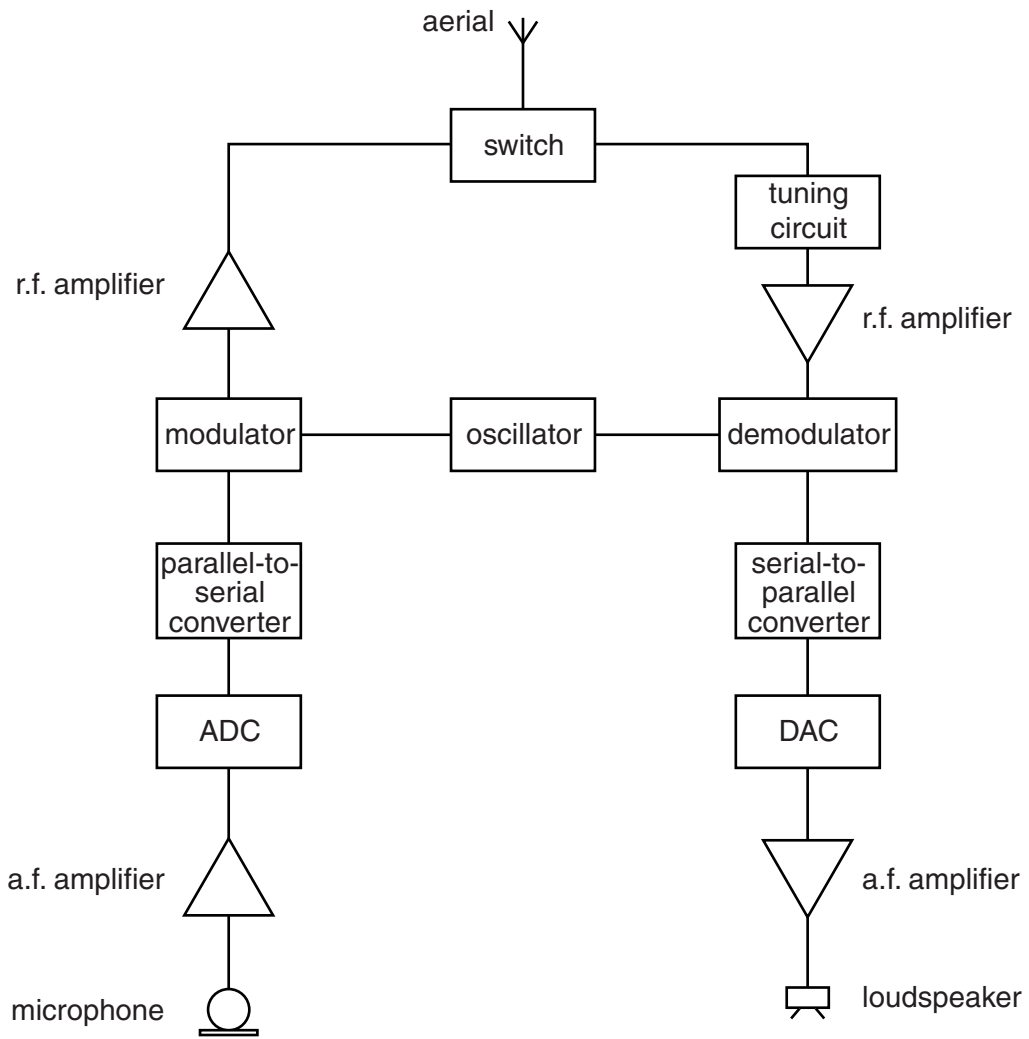 aerial
switch
tuning
circuit
r.f. amplifier
r.f. amplifier
modulator
oscillator
demodulator
parallel-to-
serial
converter
serial-to-
parallel
converter
ADC
DAC
a.f. amplifier
a.f. amplifier
microphone
loudspeaker